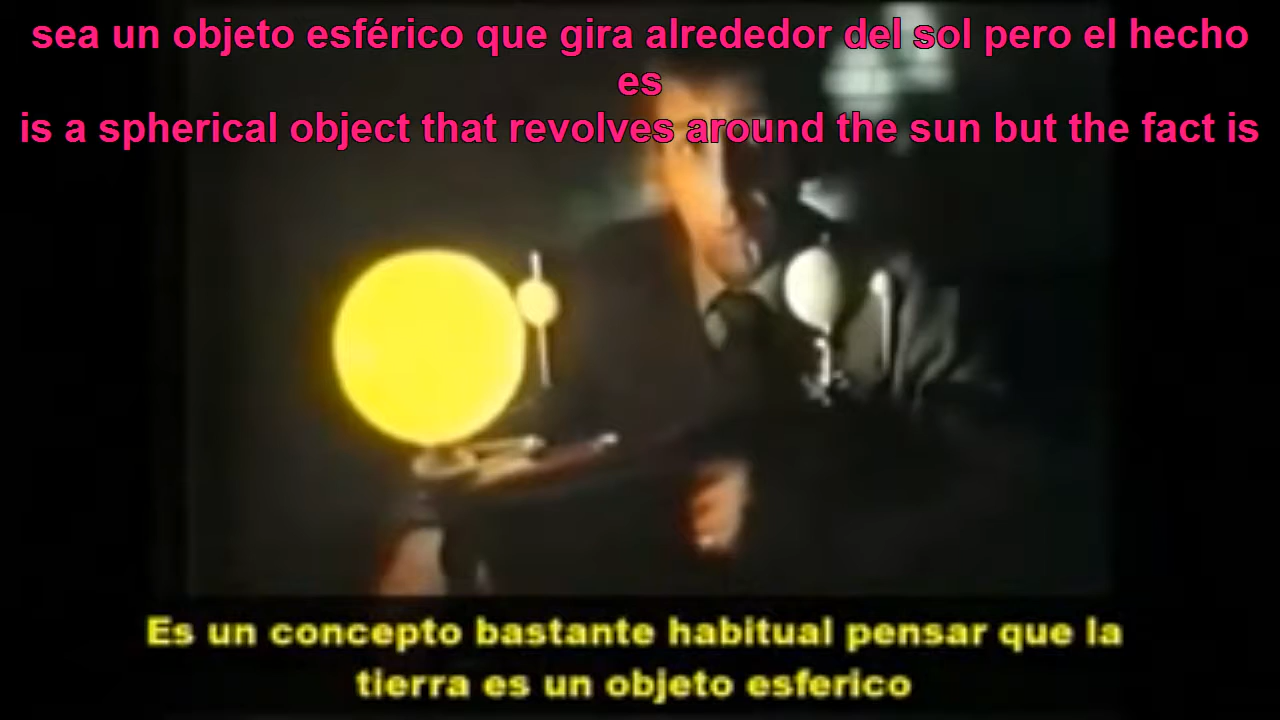 sea un objeto esférico que gira alrededor del sol pero el hecho
es
is a spherical object that revolves around the sun but the fact is
Es un concepto bastante habitual pensar que la
tierra es un objeto esferico